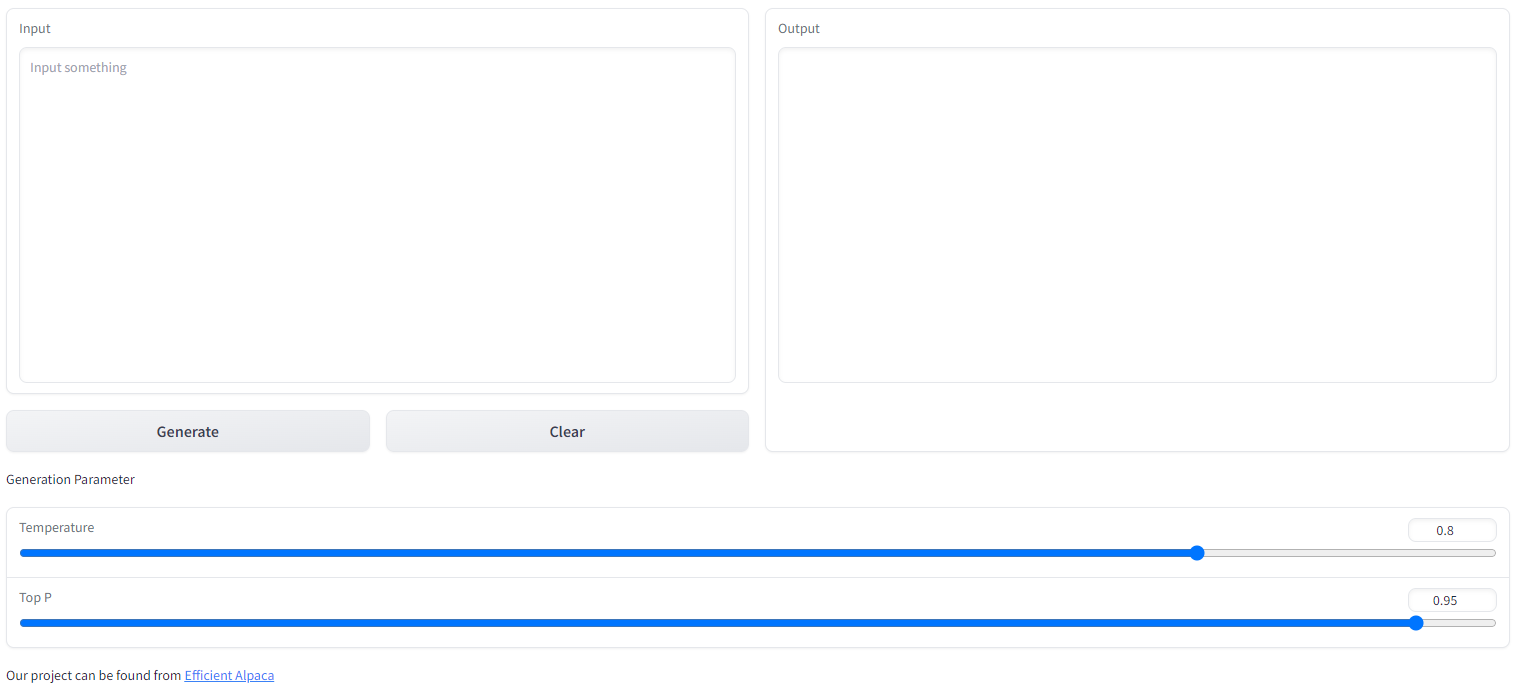 Input
Input something
Output
Generate
Clear
Generation Parameter
Temperature
0.8
Top P
0.95
Our project can be found from Efficient Alpaca